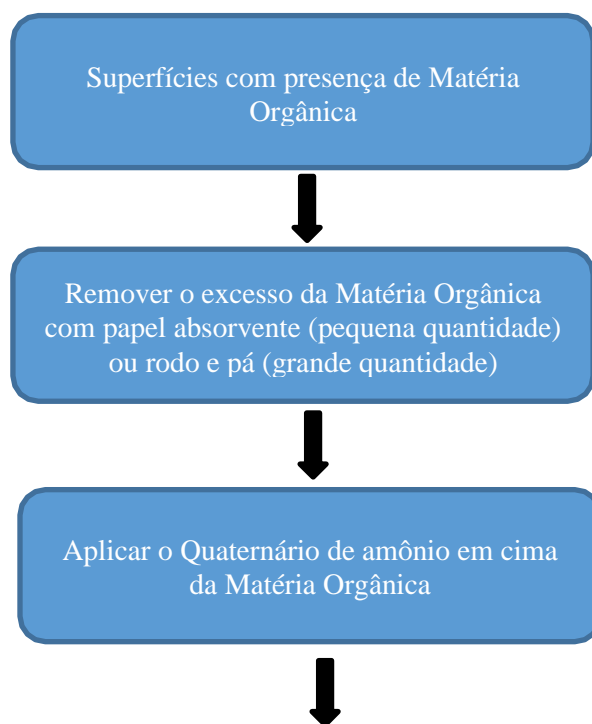 Superfícies com presença de Matéria
Orgânica
Remover o excesso da Matéria Orgânica
com papel absorvente (pequena quantidade)
ou rodo e pá (grande quantidade)
Aplicar o Quaternário de amônio em cima
da Matéria Orgânica